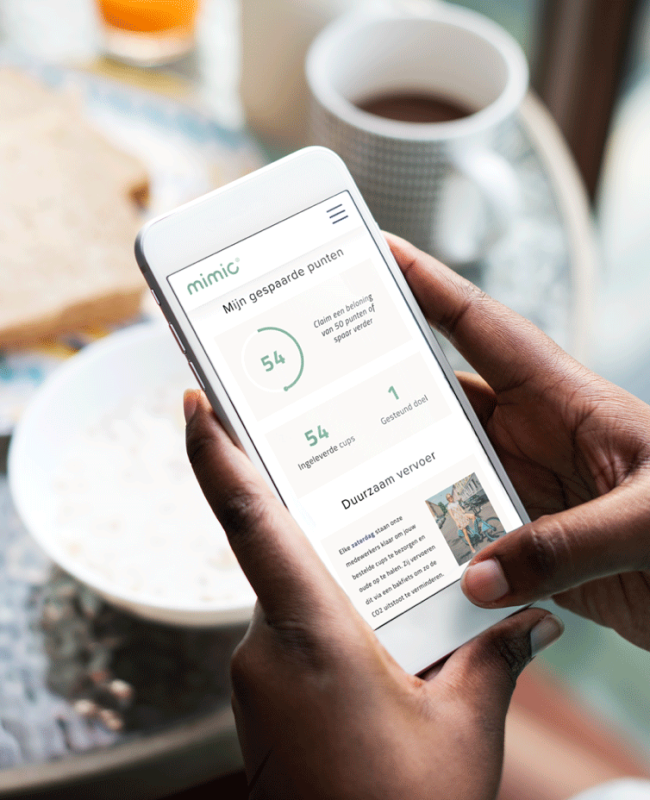 mimic
Mijn gespaarde punten
54
Claim een beloning
van 50 punten of
spaar verder
54
Ingeleverde cups
1
Gesteund doel
Duurzaam vervoer
Elke zaterdag staan onze
medewerkers klaar om jouw
bestelde cups te bezorgen en
oude op te halen. Zij vervoeren
dit via een bakfiets om zo de
CO2 uitstoot te verminderen.